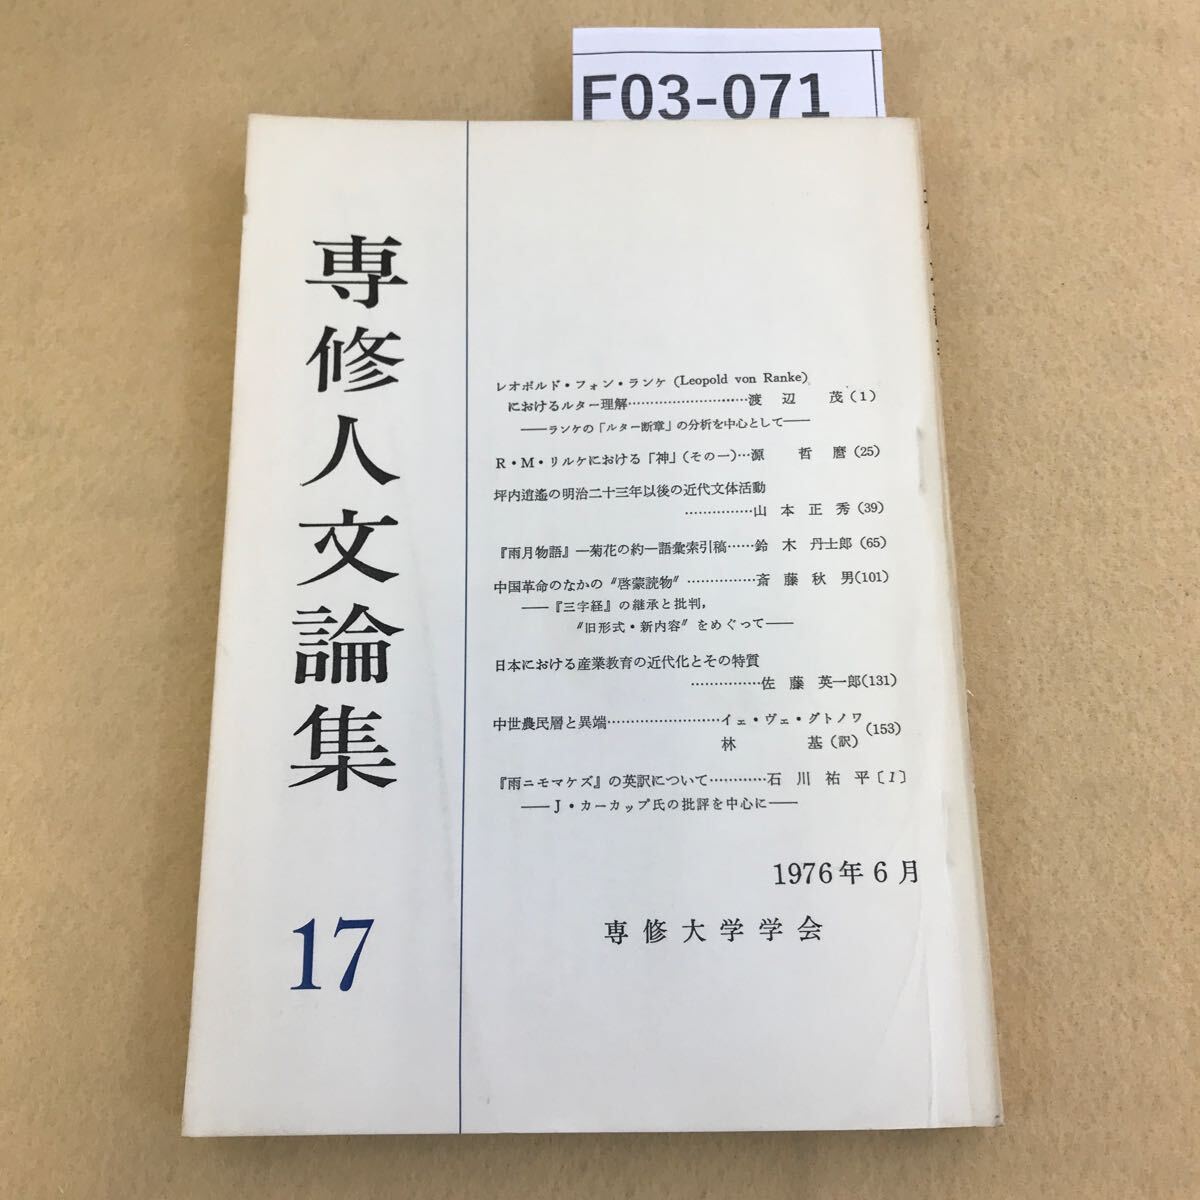 F03-071
専修人文論集
17
レオポルド・フォン・ランケ (Leopold von Ranke)
におけるルター理解…………………………渡辺 茂(1)
――ランケの「ルター断章」の分析を中心として――
R・M・リルケにおける「神」(その一)…源 哲麿(25)
坪内逍遙の明治二十三年以後の近代文体活動
……………山本正秀(39)
『雨月物語』―菊花の約―語彙索引稿……鈴木 丹士郎(65)
中国革命のなかの〝啓蒙読物〟……………斎藤秋男(101)
――『三字経』の継承と批判,
〝旧形式・新内容〟をめぐって――
日本における産業教育の近代化とその特質
……………佐藤 英一郎(131)
中世農民層と異端……………………イェ・ヴェ・グトノワ
林 基(訳)(153)
『雨ニモマケズ』の英訳について…………石川祐平〔1〕
――J・カーカップ氏の批評を中心に――
1976年6月
専修大学学会